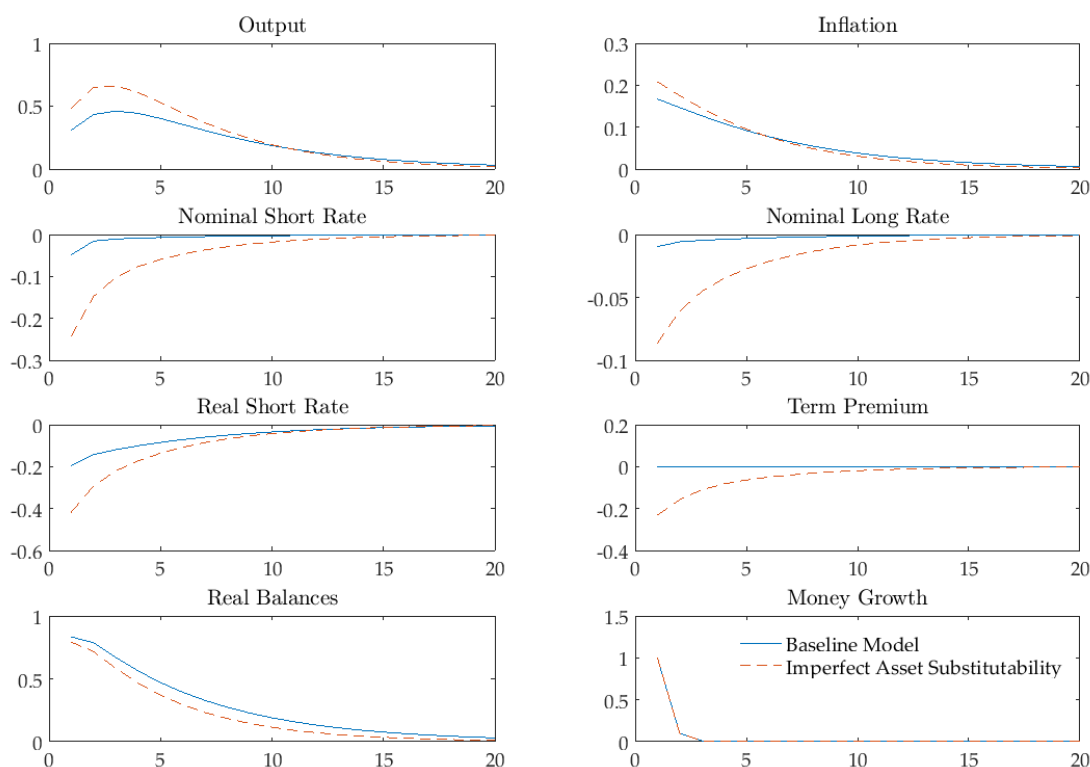 Output
1
0.5
0
0 5 10 15 20
Inflation
0.3
0.2
0.1
0
0 5 10 15 20
Nominal Short Rate
0
-0.1
-0.2
-0.3
0 5 10 15 20
Nominal Long Rate
0
-0.05
-0.1
0 5 10 15 20
Real Short Rate
0
-0.2
-0.4
-0.6
0 5 10 15 20
Term Premium
0.2
0
-0.2
-0.4
0 5 10 15 20
Real Balances
1
0.5
0
0 5 10 15 20
Money Growth
1.5
1
0.5
0
0 5 10 15 20
Baseline Model
Imperfect Asset Substitutability